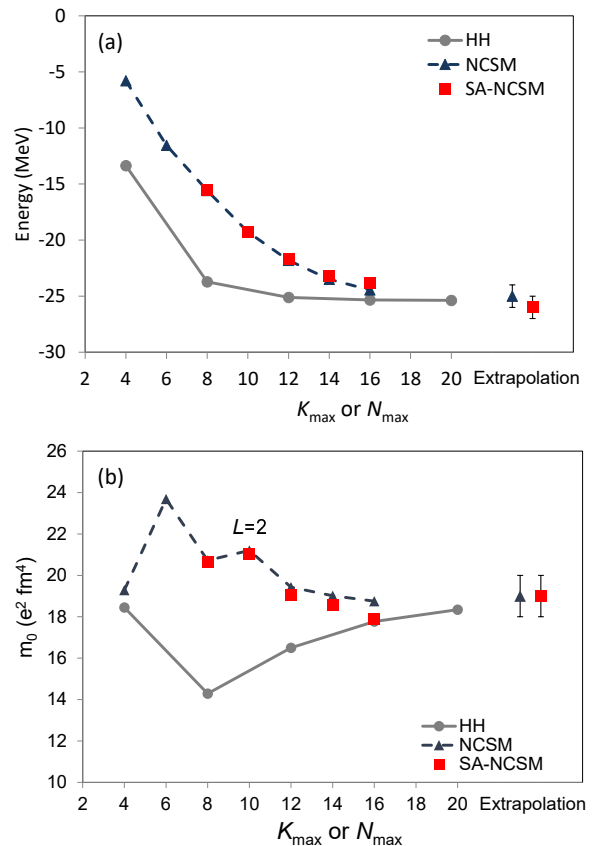 (a)
HH
NCSM
SA-NCSM
Energy (MeV)
0
-5
-10
-15
-20
-25
-30
2 4 6 8 10 12 14 16 18 20 Extrapolation
Kmax or Nmax
(b)
L=2
m0 (e2 fm4)
26
24
22
20
18
16
14
12
10
HH
NCSM
SA-NCSM
2 4 6 8 10 12 14 16 18 20 Extrapolation
Kmax or Nmax